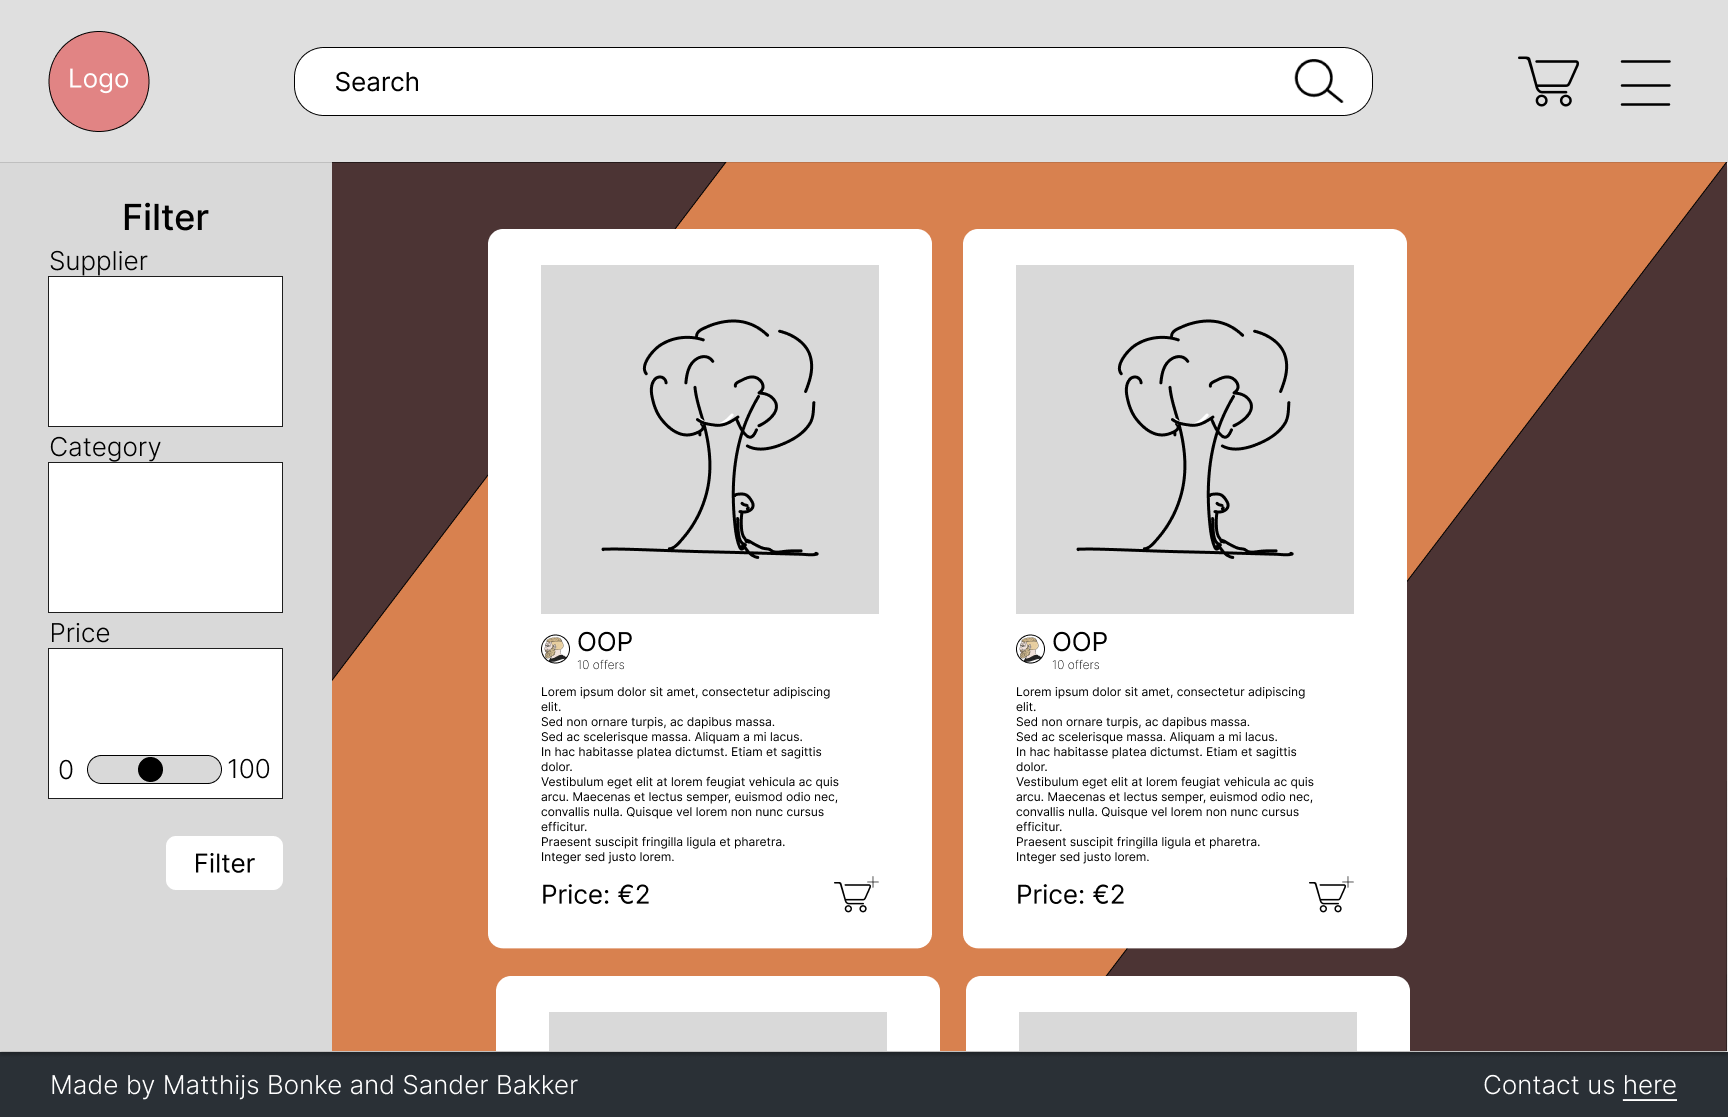 Logo
Search
Filter
Supplier
Category
Price
0
100
Filter
OOP
10 offers
Lorem ipsum dolor sit amet, consectetur adipiscing
elit.
Sed non ornare turpis, ac dapibus massa.
Sed ac scelerisque massa. Aliquam a mi lacus.
In hac habitasse platea dictumst. Etiam et sagittis
dolor.
Vestibulum eget elit at lorem feugiat vehicula ac quis
arcu. Maecenas et lectus semper, euismod odio nec,
convallis nulla. Quisque vel lorem non nunc cursus
efficitur.
Praesent suscipit fringilla ligula et pharetra.
Integer sed justo lorem.
Price: €2
OOP
10 offers
Lorem ipsum dolor sit amet, consectetur adipiscing
elit.
Sed non ornare turpis, ac dapibus massa.
Sed ac scelerisque massa. Aliquam a mi lacus.
In hac habitasse platea dictumst. Etiam et sagittis
dolor.
Vestibulum eget elit at lorem feugiat vehicula ac quis
arcu. Maecenas et lectus semper, euismod odio nec,
convallis nulla. Quisque vel lorem non nunc cursus
efficitur.
Praesent suscipit fringilla ligula et pharetra.
Integer sed justo lorem.
Price: €2
Made by Matthijs Bonke and Sander Bakker
Contact us here